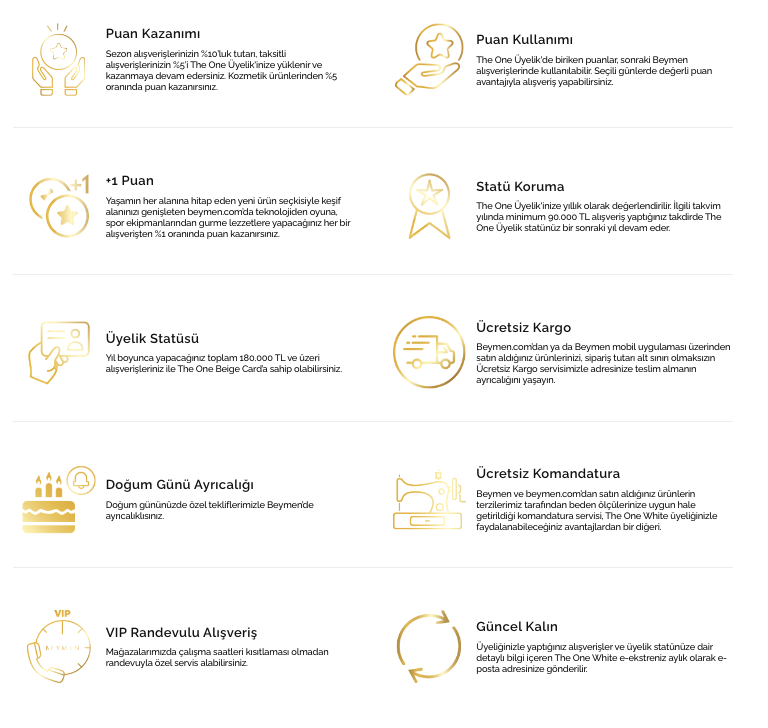 Puan Kazanımı
Sezon alışverişlerinizin %10'luk tutarı, taksitli
alışverişlerinizin %5'i The One Üyelik'inize yüklenir ve
kazanmaya devam edersiniz. Kozmetik ürünlerinden %5
oranında puan kazanırsınız.
Puan Kullanımı
The One Üyelik'de biriken puanlar, sonraki Beymen
alışverişlerinde kullanılabilir. Seçili günlerde değerli puan
avantajıyla alışveriş yapabilirsiniz.
+1
+1 Puan
Yaşamın her alanına hitap eden yeni ürün seçkisiyle keşif
alanınızı genişleten beymen.com'da teknolojiden oyuna,
spor ekipmanlarından gurme lezzetlere yapacağınız her bir
alışverişten %1 oranında puan kazanırsınız.
Statü Koruma
The One Üyelik'inize yıllık olarak değerlendirilir. İlgili takvim
yılında minimum 90.000 TL alışveriş yaptığınız takdirde The
One Üyelik statünüz bir sonraki yıl devam eder.
Üyelik Statüsü
Yıl boyunca yapacağınız toplam 180.000 TL ve üzeri
alışverişleriniz ile The One Beige Card'a sahip olabilirsiniz.
Ücretsiz Kargo
Beymen.com'dan ya da Beymen mobil uygulaması üzerinden
satın aldığınız ürünlerinizi, sipariş tutarı alt sınırı olmaksızın
Ücretsiz Kargo servisimizle adresinize teslim almanın
ayrıcalığını yaşayın.
Doğum Günü Ayrıcalığı
Doğum gününüzde özel tekliflerimizle Beymen'de
ayrıcalıklısınız.
Ücretsiz Komandatura
Beymen ve beymen.com'dan satın aldığınız ürünlerin
terzilerimiz tarafından beden ölçülerinize uygun hale
getirildiği komandatura servisi, The One White üyeliğinizle
faydalanabileceğiniz avantajlardan bir diğeri.
VIP
BEYMEN
VIP Randevulu Alışveriş
Mağazalarımızda çalışma saatleri kısıtlaması olmadan
randevuyla özel servis alabilirsiniz.
Güncel Kalın
Üyeliğinizle yaptığınız alışverişler ve üyelik statünüze dair
detaylı bilgi içeren The One White e-ekstreniz aylık olarak e-
posta adresinize gönderilir.